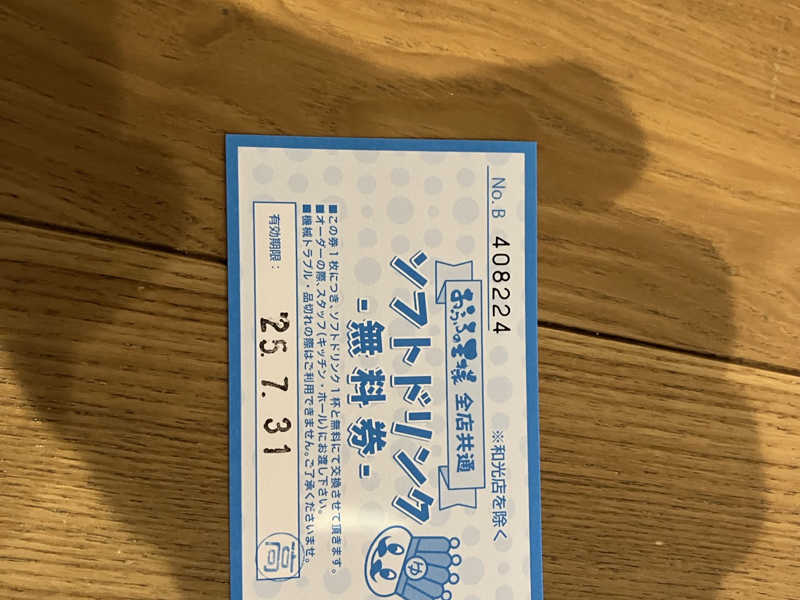 No. B 408224
※和光店を除く
おふろの王様 全店共通
ソフトドリンク
- 無料券 -
■この券1枚につき、ソフトドリンク1杯と無料にて交換させて頂きます。
■オーダーの際、スタッフ(キッチン・ホール)にお渡し下さい。
■機械トラブル・品切れの際はご利用できません。ご了承くださいませ。
有効期限: '25.7.31
高
ゆ